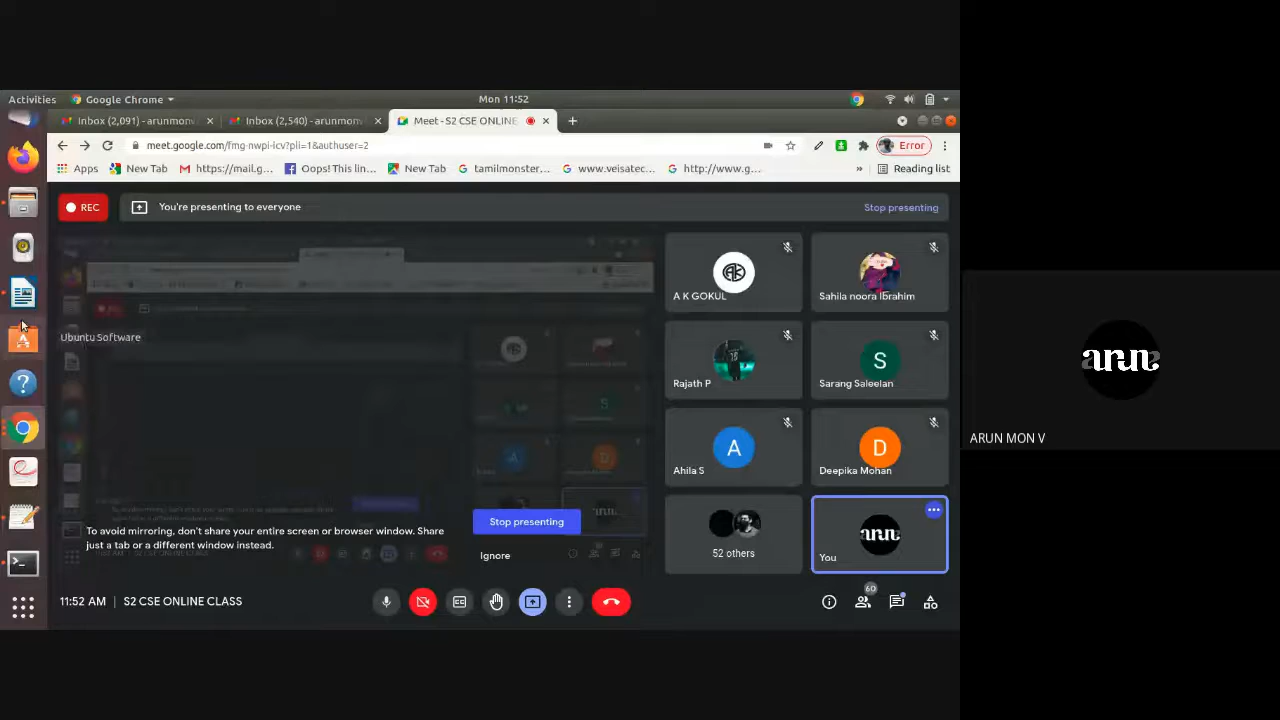 Activities
Google Chrome
Mon 11:52
Inbox (2,091) - arunmonv
Inbox (2,540) - arunmon
Meet - S2 CSE ONLINE
meet.google.com/fmg-nwpi-icv?pli=1&authuser=2
Error
Apps
New Tab
https://mail.g...
Oops! This lin...
New Tab
tamilmonster...
www.veisatec...
http://www.g...
»
Reading list
REC
You're presenting to everyone
Stop presenting
A K GOKUL
Sahila noora Ibrahim
Ubuntu Software
Rajath P
S
Sarang Saleelan
A
Ahila S
D
Deepika Mohan
To avoid mirroring, don't share your entire screen or browser window. Share
just a tab or a different window instead.
Stop presenting
Ignore
52 others
arun
You
arun
ARUN MON V
60
11:52 AM | S2 CSE ONLINE CLASS